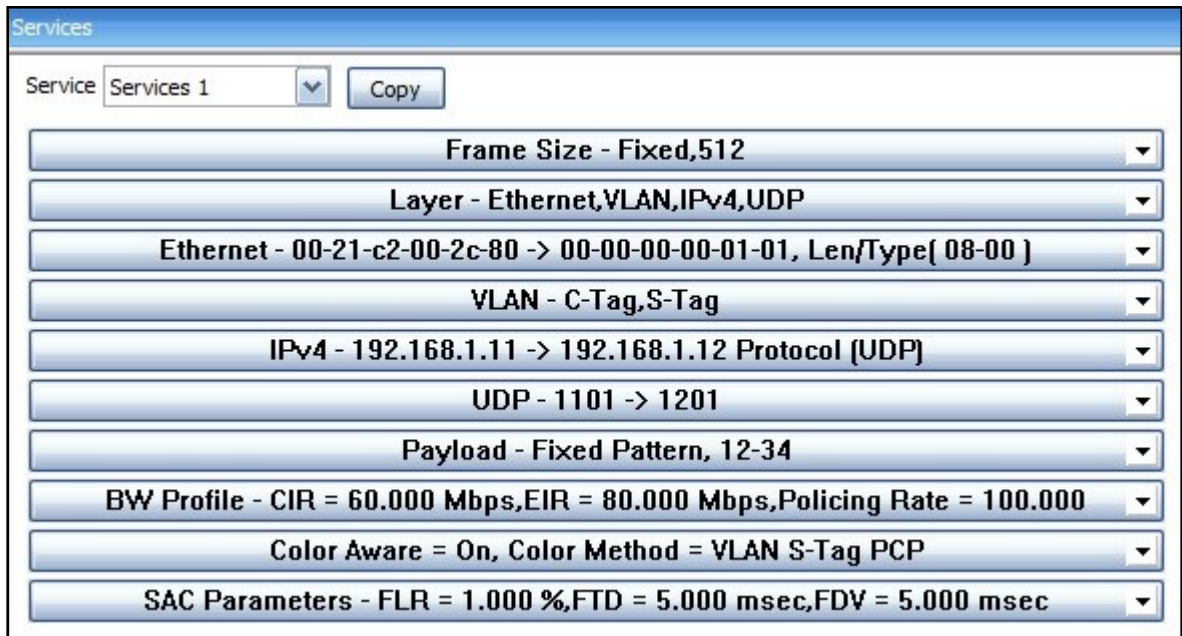 Services
Service Services 1 Copy
Frame Size - Fixed,512
Layer - Ethernet,VLAN,IPv4,UDP
Ethernet - 00-21-c2-00-2c-80 -> 00-00-00-00-01-01, Len/Type( 08-00 )
VLAN - C-Tag,S-Tag
IPv4 - 192.168.1.11 -> 192.168.1.12 Protocol (UDP)
UDP - 1101 -> 1201
Payload - Fixed Pattern, 12-34
BW Profile - CIR = 60.000 Mbps,EIR = 80.000 Mbps,Policing Rate = 100.000
Color Aware = On, Color Method = VLAN S-Tag PCP
SAC Parameters - FLR = 1.000 %,FTD = 5.000 msec,FDV = 5.000 msec